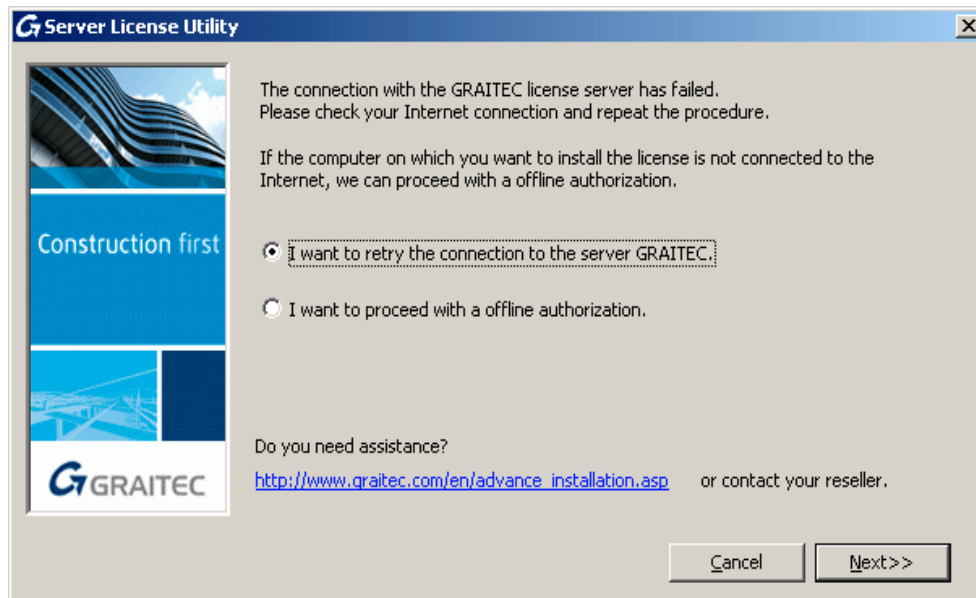 Server License Utility
The connection with the GRAITEC license server has failed.
Please check your Internet connection and repeat the procedure.
If the computer on which you want to install the license is not connected to the
Internet, we can proceed with a offline authorization.
Construction first
I want to retry the connection to the server GRAITEC.
I want to proceed with a offline authorization.
Do you need assistance?
http://www.graitec.com/en/advance_installation.asp or contact your reseller.
GRAITEC
Cancel Next>>